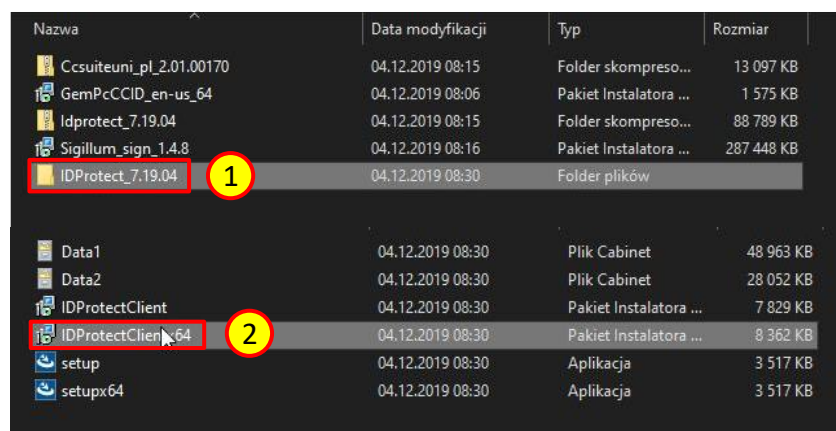 Nazwa Data modyfikacji Typ Rozmiar
Ccsuiteuni_pl_2.01.00170 04.12.2019 08:15 Folder skompreso... 13 097 KB
GemPcCCID_en-us_64 04.12.2019 08:06 Pakiet Instalatora ... 1 575 KB
Idprotect_7.19.04 04.12.2019 08:15 Folder skompreso... 88 789 KB
Sigillum_sign_1.4.8 04.12.2019 08:16 Pakiet Instalatora ... 287 448 KB
IDProtect_7.19.04 1 04.12.2019 08:30 Folder plików
Data1 04.12.2019 08:30 Plik Cabinet 48 963 KB
Data2 04.12.2019 08:30 Plik Cabinet 28 052 KB
IDProtectClient 04.12.2019 08:30 Pakiet Instalatora ... 7 829 KB
IDProtectClientx64 2 04.12.2019 08:30 Pakiet Instalatora ... 8 362 KB
setup 04.12.2019 08:30 Aplikacja 3 517 KB
setupx64 04.12.2019 08:30 Aplikacja 3 517 KB